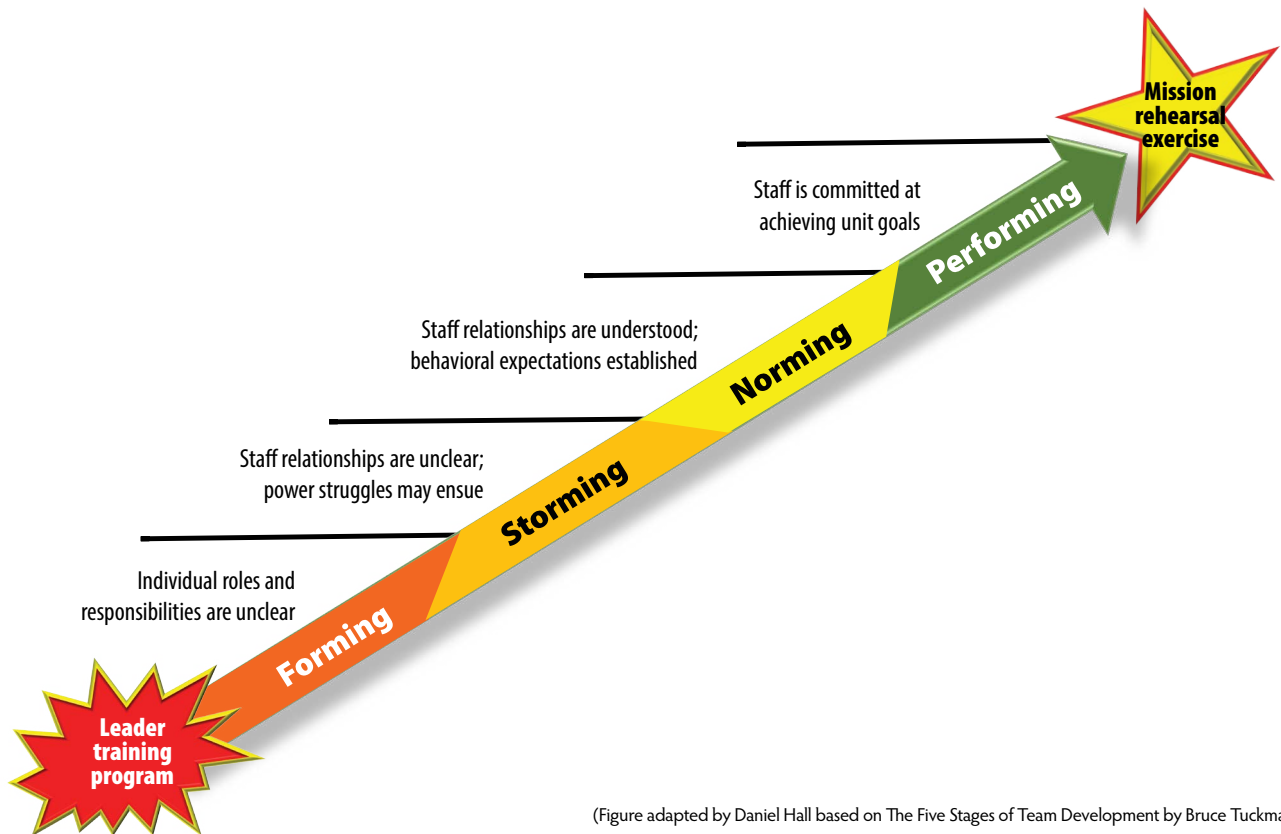 Mission
rehearsal
exercise
Staff is committed at
achieving unit goals
Performing
Staff relationships are understood;
behavioral expectations established
Norming
Staff relationships are unclear;
power struggles may ensue
Storming
Individual roles and
responsibilities are unclear
Forming
Leader
training
program
(Figure adapted by Daniel Hall based on The Five Stages of Team Development by Bruce Tuckma